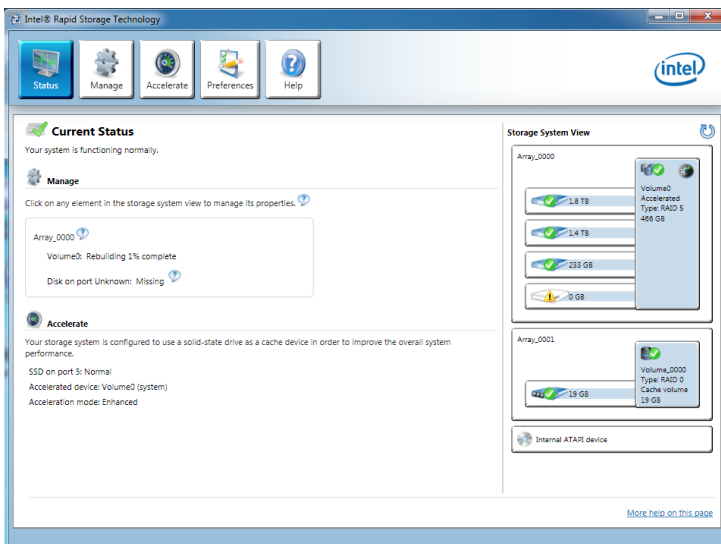 Intel® Rapid Storage Technology
Status
Manage
Accelerate
Preferences
Help
intel
Current Status
Your system is functioning normally.
Manage
Click on any element in the storage system view to manage its properties.
Array_0000
Volume0: Rebuilding 1% complete
Disk on port Unknown: Missing
Accelerate
Your storage system is configured to use a solid-state drive as a cache device in order to improve the overall system
performance.
SSD on port 5: Normal
Accelerated device: Volume0 (system)
Acceleration mode: Enhanced
Storage System View
Array_0000
1.8 TB
1.4 TB
233 GB
0 GB
Volume0
Accelerated
Type: RAID 5
466 GB
Array_0001
19 GB
Volume_0000
Type: RAID 0
Cache volume
19 GB
Internal ATAPI device
More help on this page